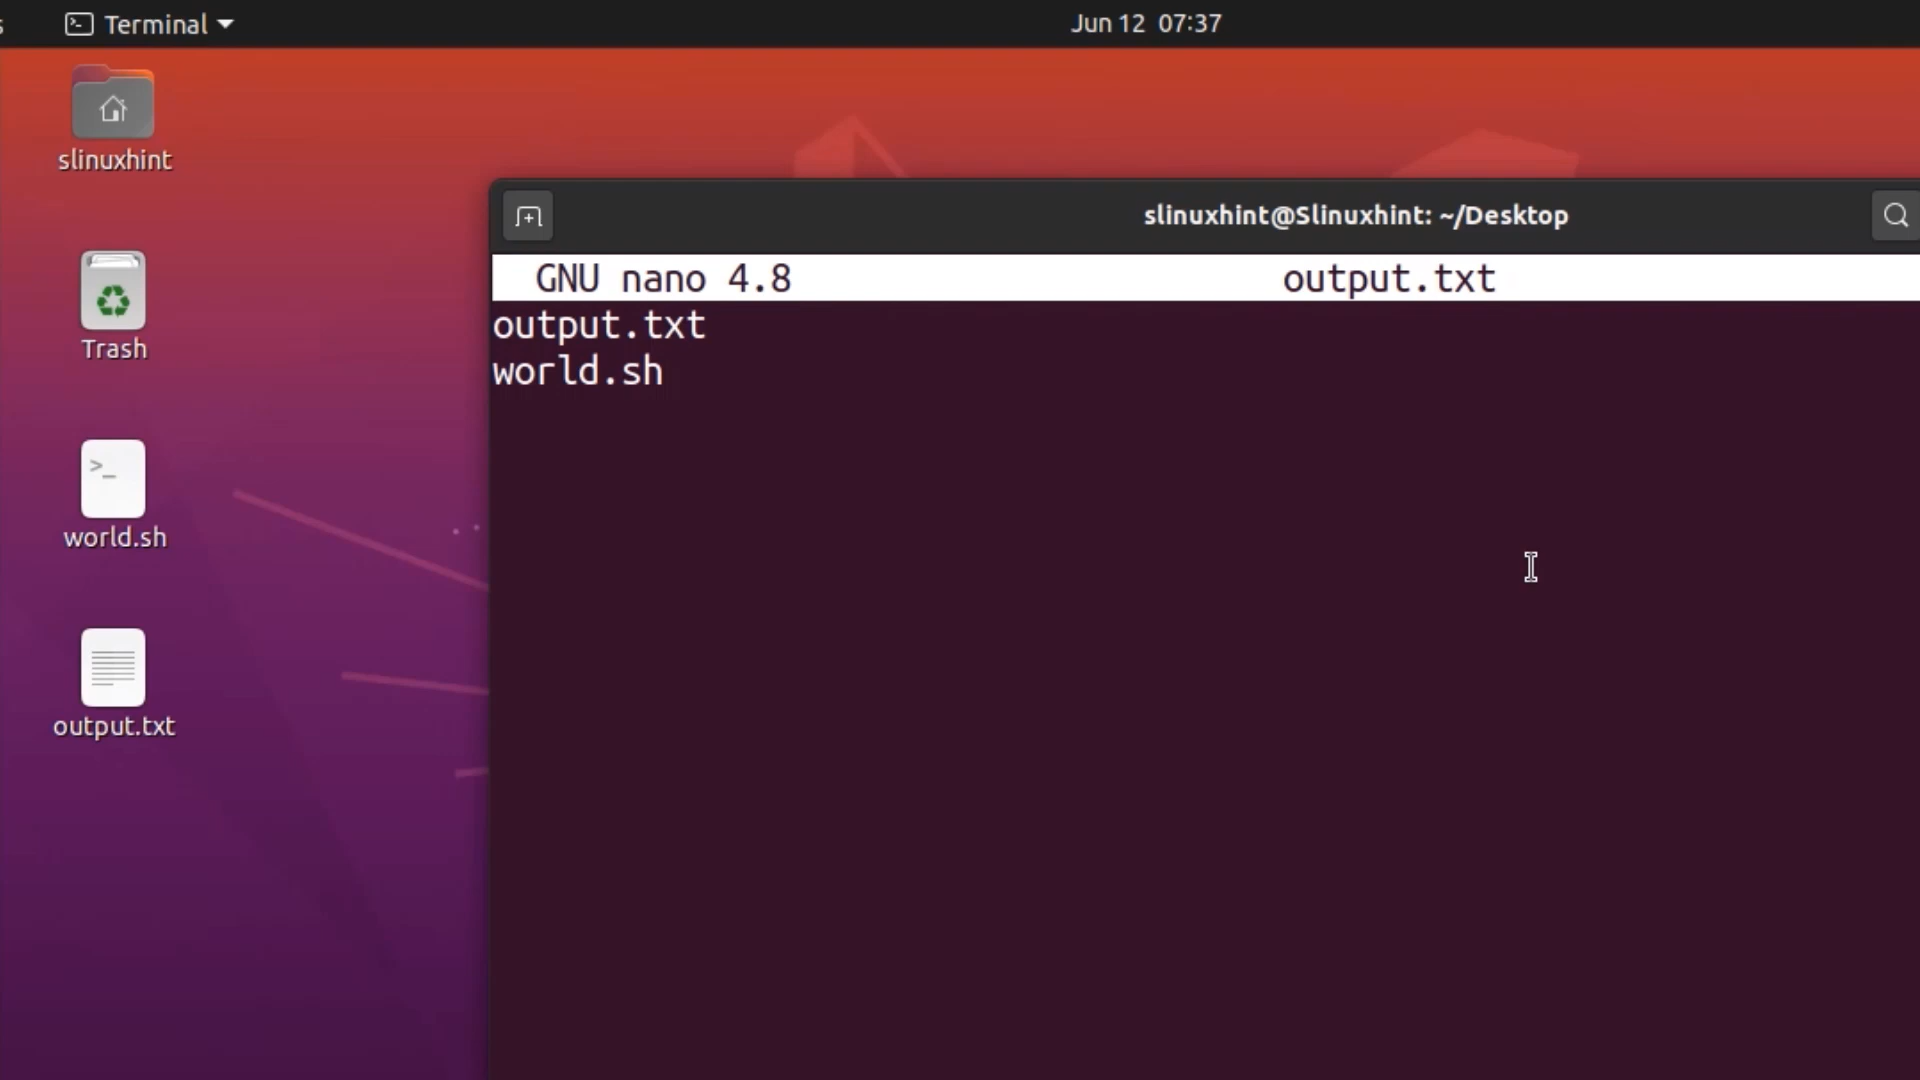 Terminal
Jun 12 07:37
slinuxhint
Trash
world.sh
output.txt
slinuxhint@Slinuxhint: ~/Desktop
GNU nano 4.8 output.txt
output.txt
world.sh